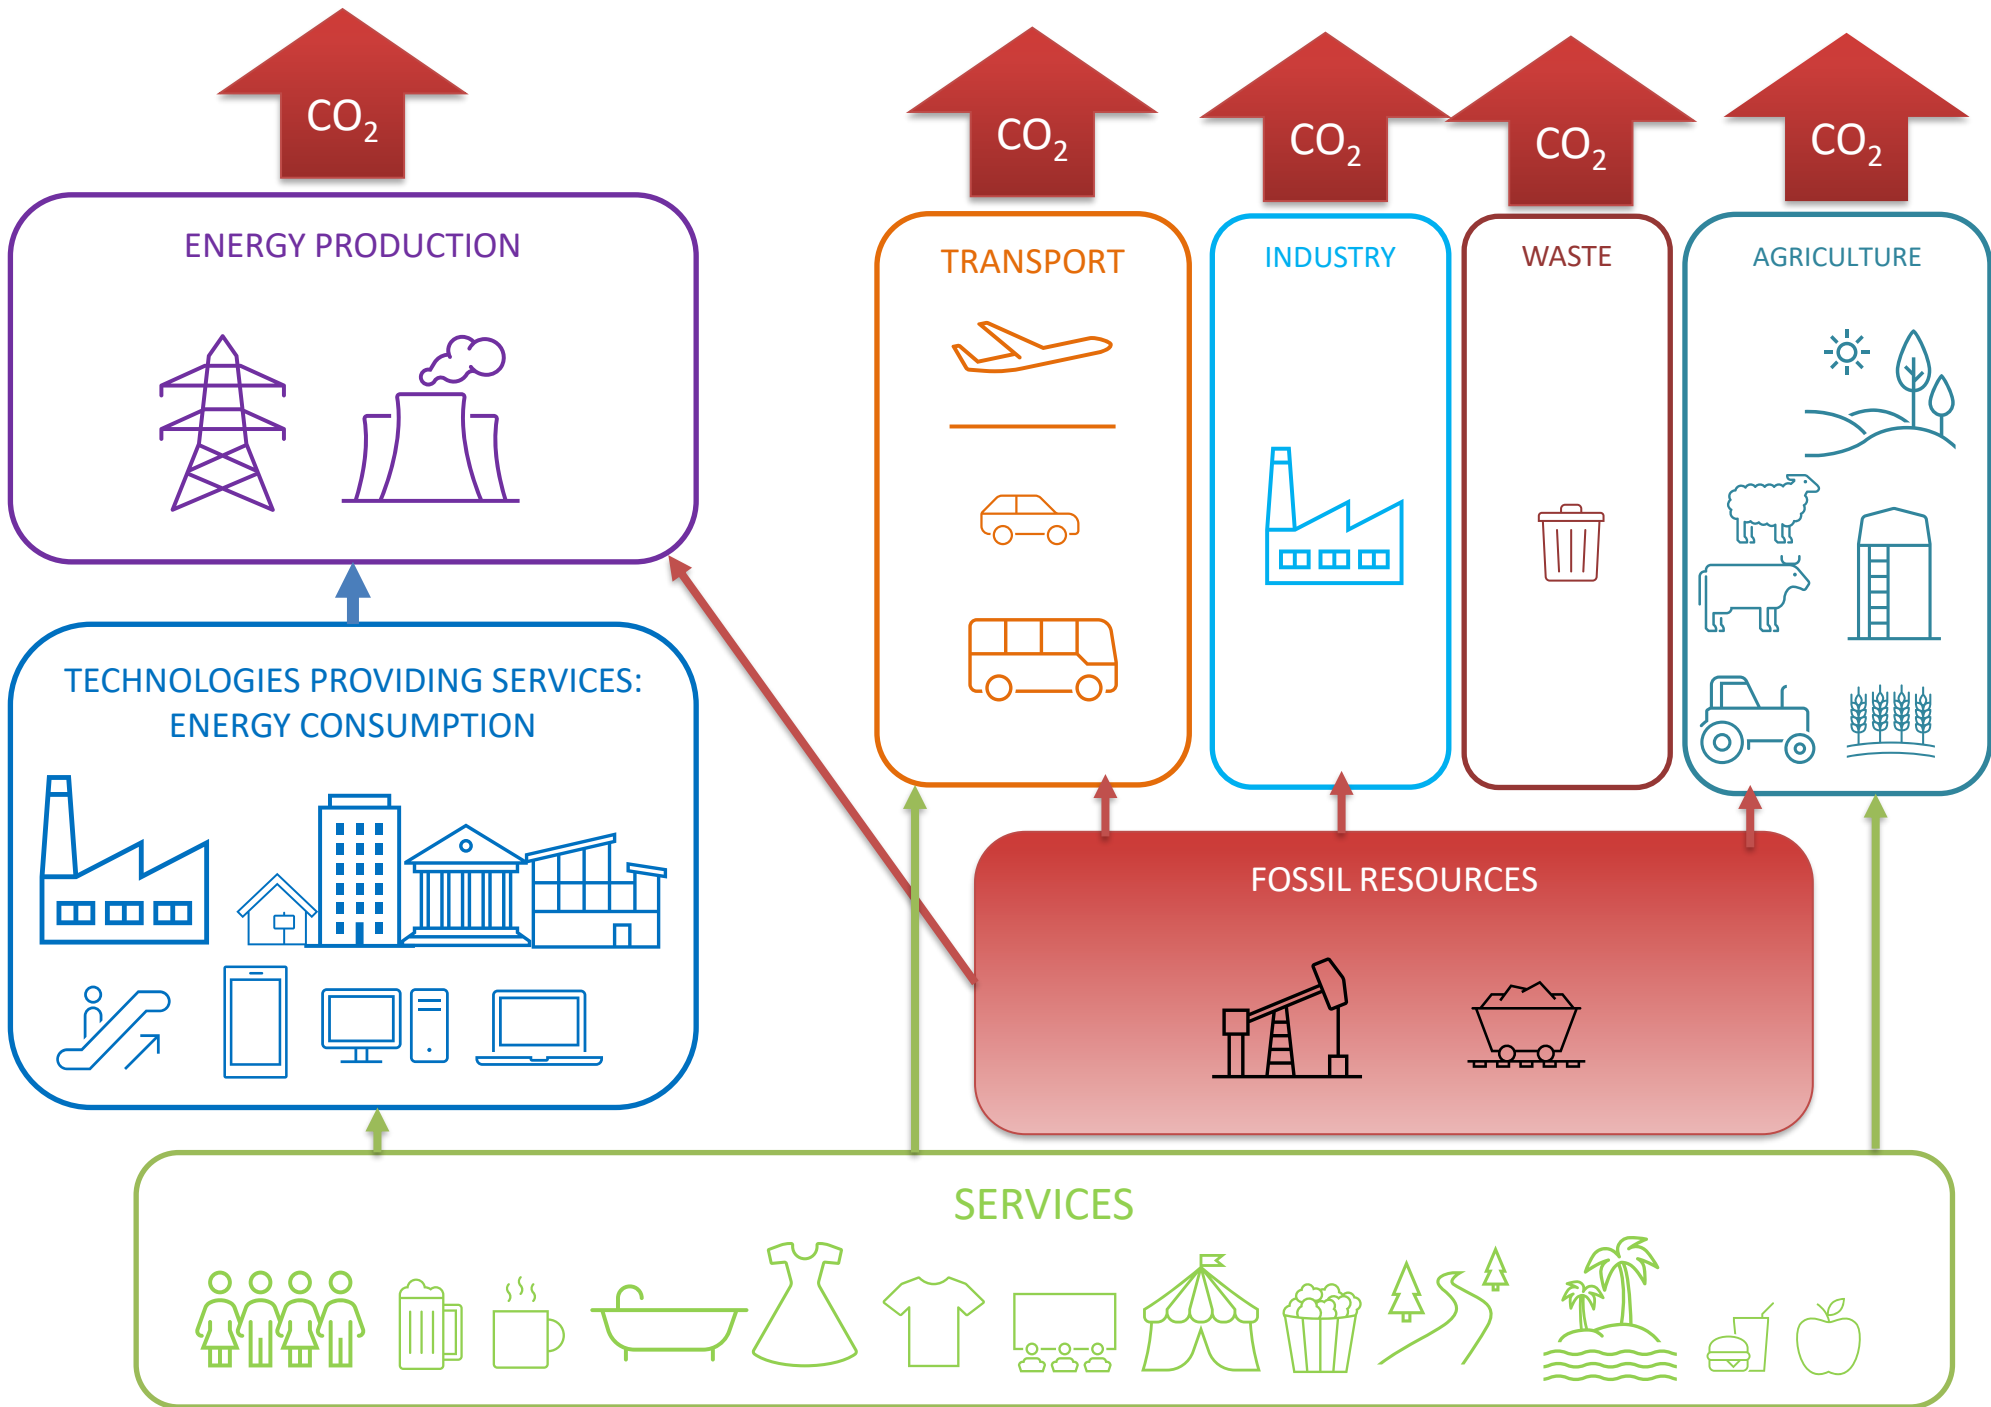 CO₂
CO₂
CO₂
CO₂
CO₂
ENERGY PRODUCTION
TRANSPORT
INDUSTRY
WASTE
AGRICULTURE
TECHNOLOGIES PROVIDING SERVICES:
ENERGY CONSUMPTION
FOSSIL RESOURCES
SERVICES